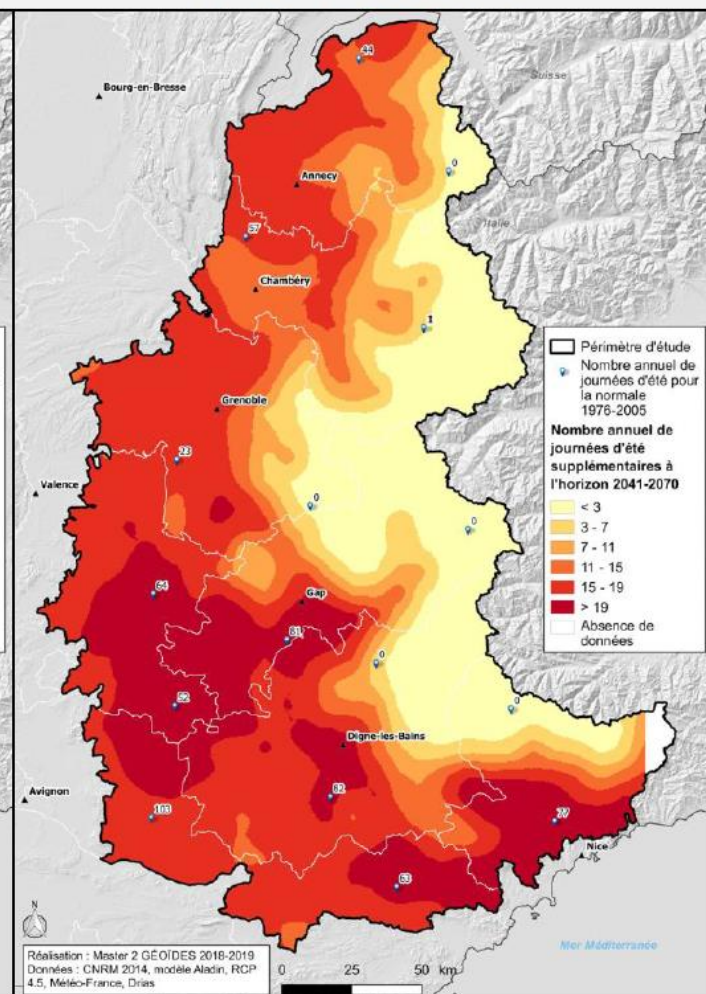 44
Bourg-en-Bresse
Suisse
0
Annecy
Italie
57
Chambéry
1
Grenoble
23
Valence
0
0
64
Gap
81
0
52
0
Digne-les-Bains
82
Avignon
103
77
Nice
63
Mer Méditerranée
N
Périmètre d'étude
Nombre annuel de
journées d'été pour
la normale
1976-2005
Nombre annuel de
journées d'été
supplémentaires à
l'horizon 2041-2070
< 3
3 - 7
7 - 11
11 - 15
15 - 19
> 19
Absence de
données
Réalisation : Master 2 GÉOÏDES 2018-2019
Données : CNRM 2014, modèle Aladin, RCP
4.5, Météo-France, Drias
0 25 50 km